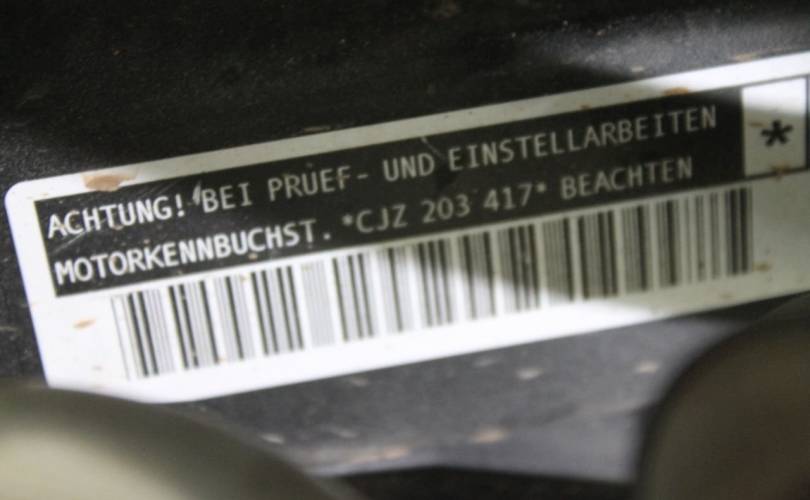 ACHTUNG! BEI PRUEF- UND EINSTELLARBEITEN
MOTORKENNBUCHST. *CJZ 203 417* BEACHTEN
*